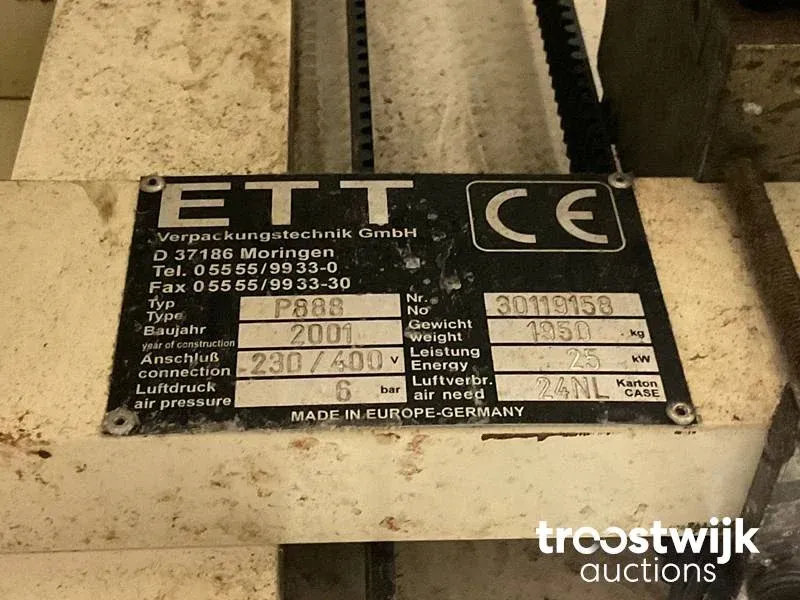 ETT
CE
Verpackungstechnik GmbH
D 37186 Moringen
Tel. 05555/9933-0
Fax 05555/9933-30
Typ
Type
P888
Nr.
No
30119158
Baujahr
year of construction
2001
Gewicht
weight
1950 kg
Anschluß
connection
230/400 V
Leistung
Energy
25 kW
Luftdruck
air pressure
6 bar
Luftverbr.
air need
24NL
Karton
CASE
MADE IN EUROPE-GERMANY
troostwijk
auctions